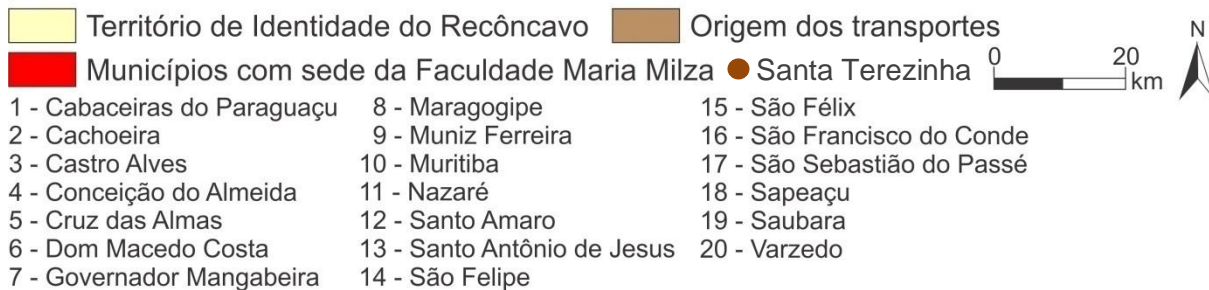 Território de Identidade do Recôncavo Origem dos transportes
N
Municípios com sede da Faculdade Maria Milza Santa Terezinha 0 20 km
1 - Cabaceiras do Paraguaçu
2 - Cachoeira
3 - Castro Alves
4 - Conceição do Almeida
5 - Cruz das Almas
6 - Dom Macedo Costa
7 - Governador Mangabeira
8 - Maragogipe
9 - Muniz Ferreira
10 - Muritiba
11 - Nazaré
12 - Santo Amaro
13 - Santo Antônio de Jesus
14 - São Felipe
15 - São Félix
16 - São Francisco do Conde
17 - São Sebastião do Passé
18 - Sapeaçu
19 - Saubara
20 - Varzedo